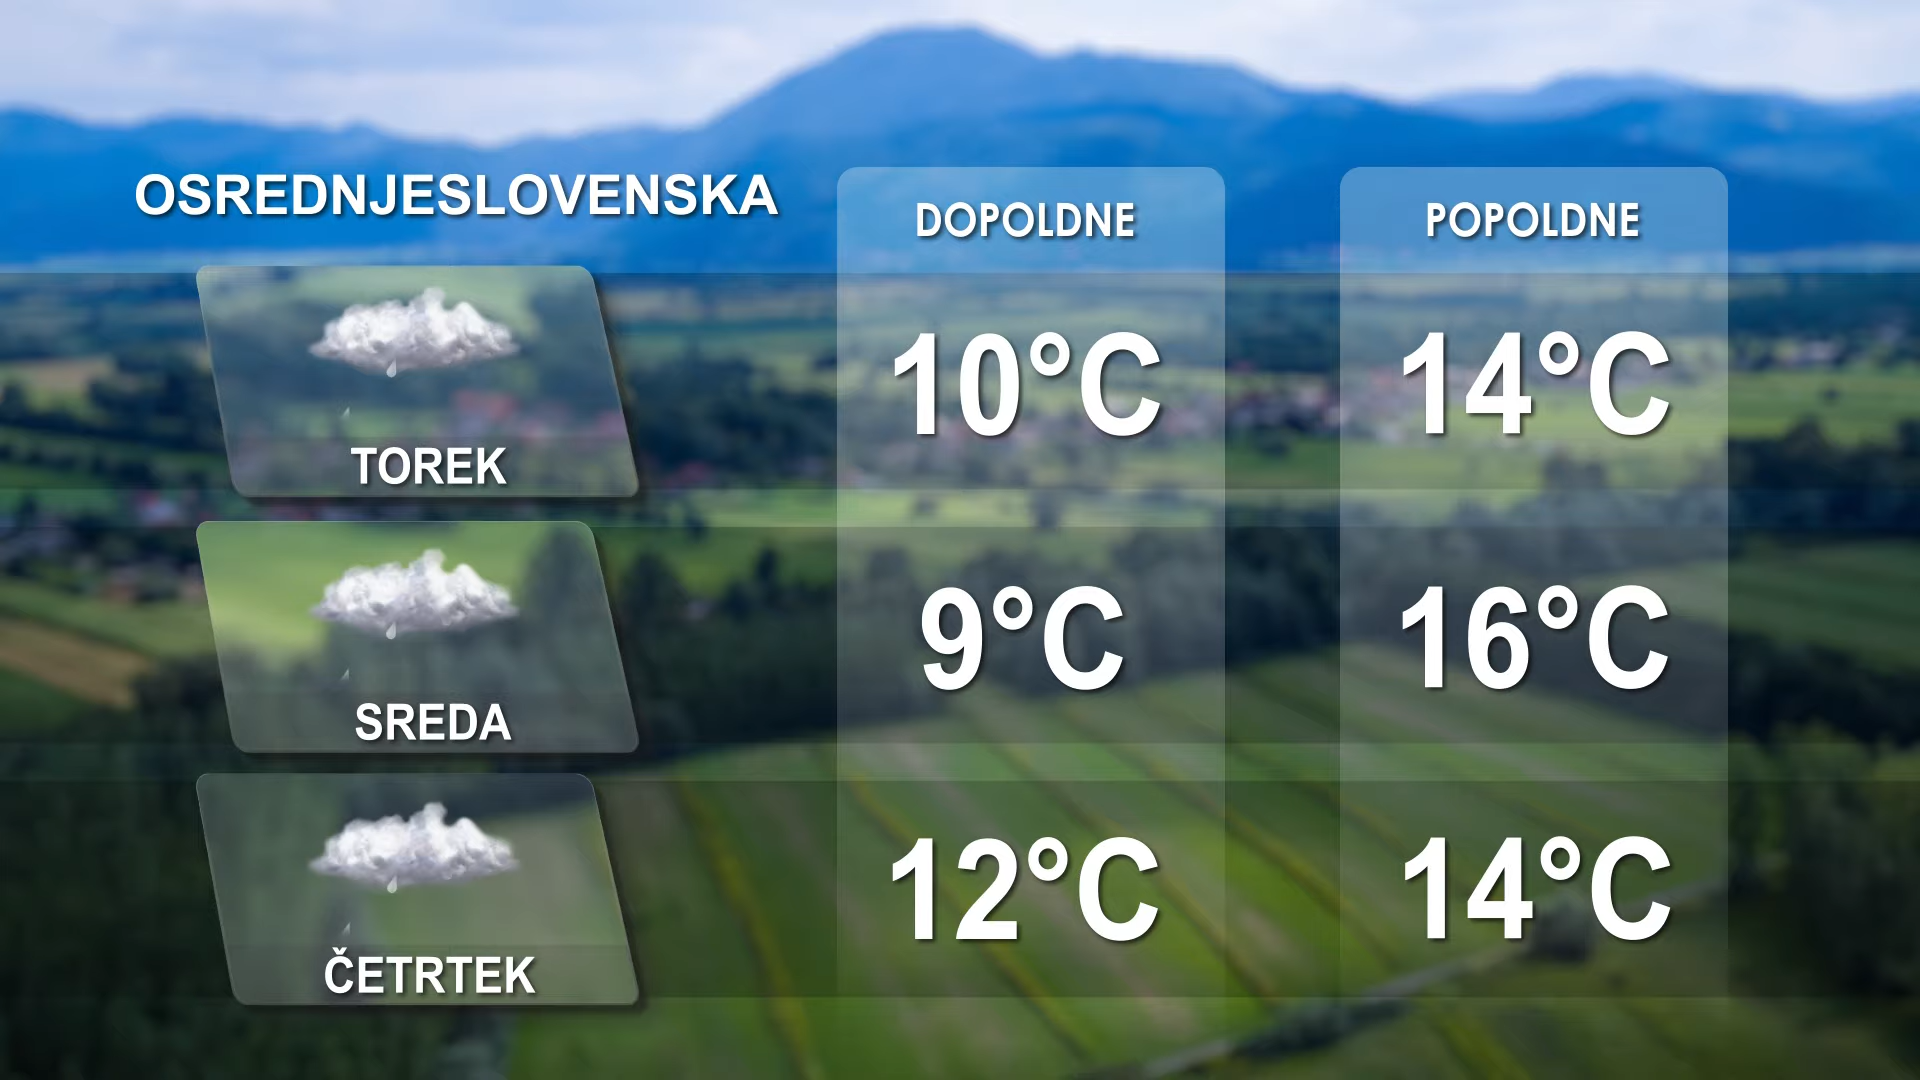 OSREDNJESLOVENSKA
DOPOLDNE POPOLDNE
TOREK 10°C 14°C
SREDA 9°C 16°C
ČETRTEK 12°C 14°C